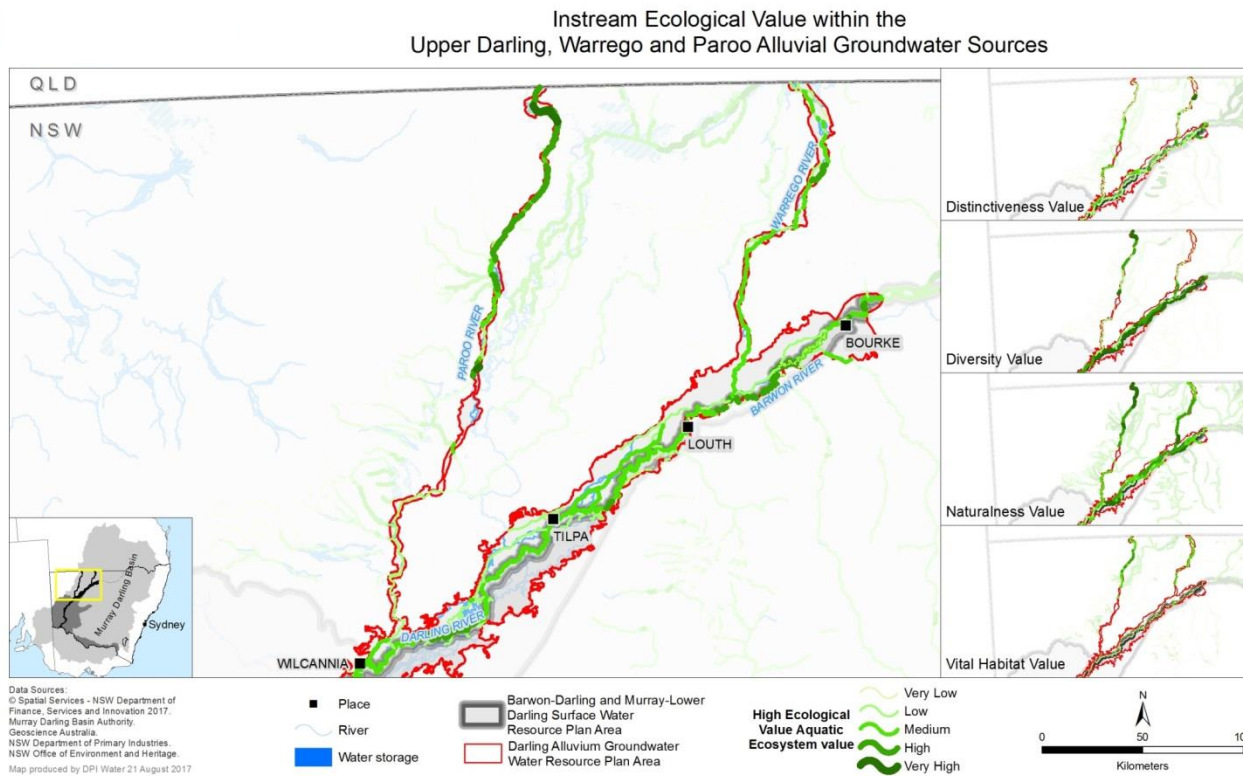 Instream Ecological Value within the
Upper Darling, Warrego and Paroo Alluvial Groundwater Sources
QLD
NSW
PAROO RIVER
WARREGO RIVER
BOURKE
BARWON RIVER
LOUTH
TILPA
DARLING RIVER
WILCANNIA
Murray Darling Basin
Sydney
Distinctiveness Value
Diversity Value
Naturalness Value
Vital Habitat Value
Data Sources:
© Spatial Services - NSW Department of
Finance, Services and Innovation 2017.
Murray Darling Basin Authority.
Geoscience Australia.
NSW Department of Primary Industries.
NSW Office of Environment and Heritage.
Map produced by DPI Water 21 August 2017
Place
River
Water storage
Barwon-Darling and Murray-Lower
Darling Surface Water
Resource Plan Area
Darling Alluvium Groundwater
Water Resource Plan Area
High Ecological
Value Aquatic
Ecosystem value
Very Low
Low
Medium
High
Very High
N
0 50 10
Kilometers